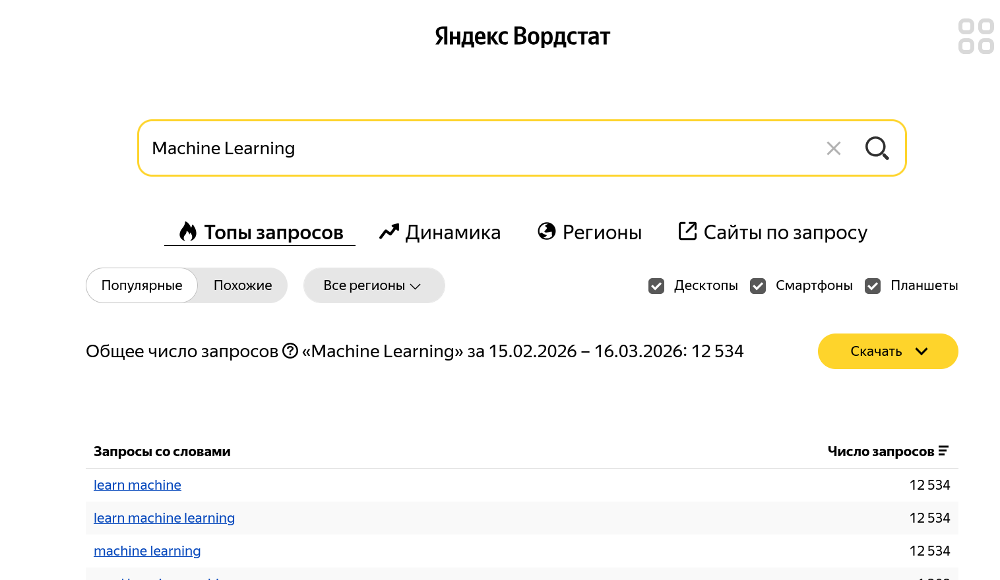 Яндекс Вордстат
Machine Learning
Топы запросов Динамика Регионы Сайты по запросу
Популярные Похожие Все регионы Десктопы Смартфоны Планшеты
Общее число запросов «Machine Learning» за 15.02.2026 – 16.03.2026: 12 534 Скачать
Запросы со словами Число запросов
learn machine 12 534
learn machine learning 12 534
machine learning 12 534